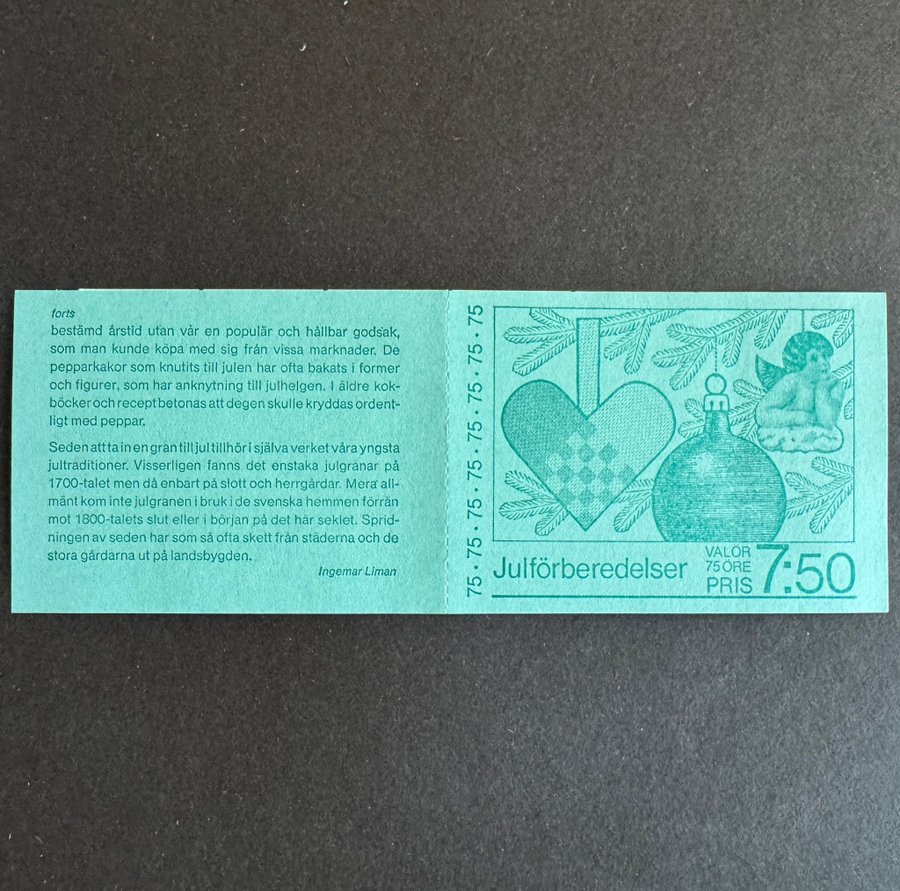 forts
bestämd årstid utan vår en populär och hållbar godsak,
som man kunde köpa med sig från vissa marknader. De
pepparkakor som knutits till julen har ofta bakats i former
och figurer, som har anknytning till julhelgen. I äldre kok-
böcker och recept betonas att degen skulle kryddas ordent-
ligt med peppar.
Seden att ta in en gran till jul tillhör i själva verket våra yngsta
jultraditioner. Visserligen fanns det enstaka julgranar på
1700-talet men då enbart på slott och herrgårdar. Mera all-
mänt kom inte julgranen i bruk i de svenska hemmen förrän
mot 1800-talets slut eller i början på det här seklet. Sprid-
ningen av seden har som så ofta skett från städerna och de
stora gårdarna ut på landsbygden.
Ingemar Liman
75·75·75·75·75·75·75·75
Julförberedelser
VALÖR
75 ÖRE
PRIS 7:50